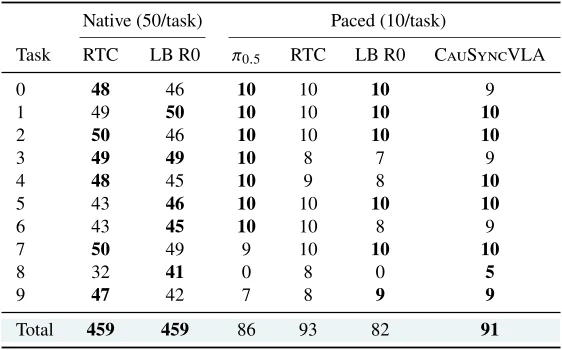 Native (50/task) Paced (10/task)
Task RTC LB R0 π0.5 RTC LB R0 CAUSYNCVLA
0 48 46 10 10 10 9
1 49 50 10 10 10 10
2 50 46 10 10 10 10
3 49 49 10 8 7 9
4 48 45 10 9 8 10
5 43 46 10 10 10 10
6 43 45 10 10 8 9
7 50 49 9 10 10 10
8 32 41 0 8 0 5
9 47 42 7 8 9 9
Total 459 459 86 93 82 91